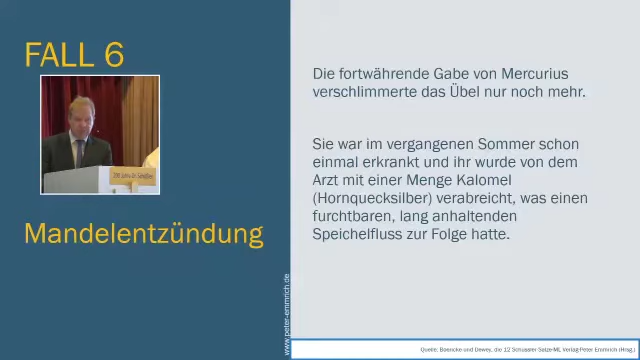 FALL 6
Mandelentzündung
Die fortwährende Gabe von Mercurius
verschlimmerte das Übel nur noch mehr.
Sie war im vergangenen Sommer schon
einmal erkrankt und ihr wurde von dem
Arzt mit einer Menge Kalomel
(Hornquecksilber) verabreicht, was einen
furchtbaren, lang anhaltenden
Speichelfluss zur Folge hatte.
www.peter-emmrich.de
Quelle: Boericke und Dewey, die 12 Schüssler Salze-ML Verlag-Peter Emmrich (Hrsg.)